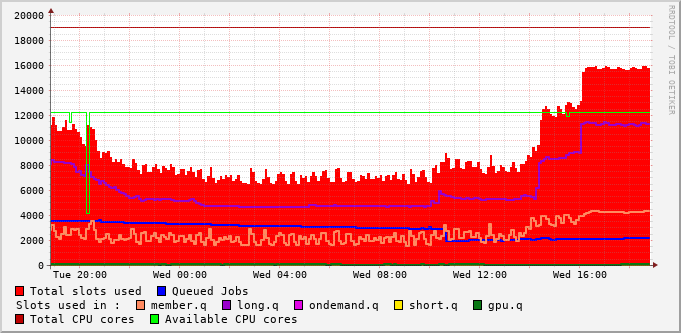 20000
18000
16000
14000
12000
10000
8000
6000
4000
2000
0
Tue 20:00 Wed 00:00 Wed 04:00 Wed 08:00 Wed 12:00 Wed 16:00
RRDTOOL / TOBI OETIKER
Total slots used Queued Jobs
Slots used in : member.q long.q ondemand.q short.q gpu.q
Total CPU cores Available CPU cores